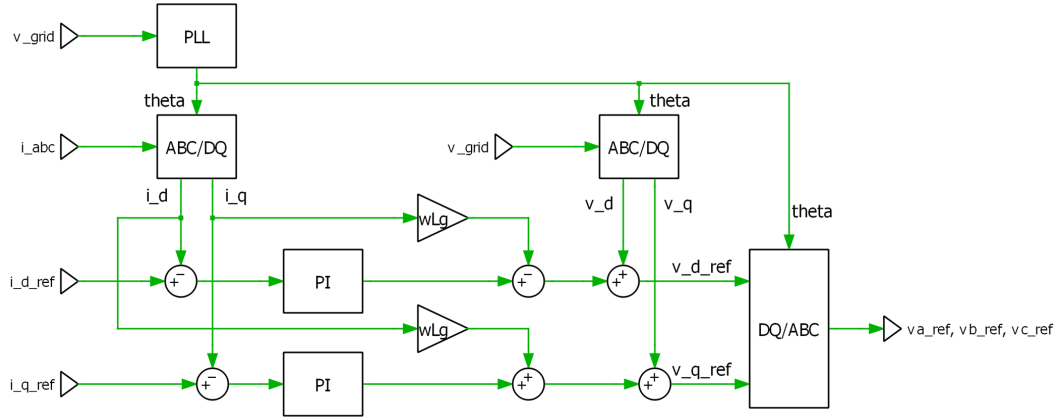 v_grid
PLL
theta
theta
i_abc
ABC/DQ
v_grid
ABC/DQ
i_d
i_q
v_d
v_q
theta
wLg
−
−
+
v_d_ref
i_d_ref
+
PI
+
+
wLg
DQ/ABC
va_ref, vb_ref, vc_ref
−
+
+
v_q_ref
i_q_ref
+
PI
+
+